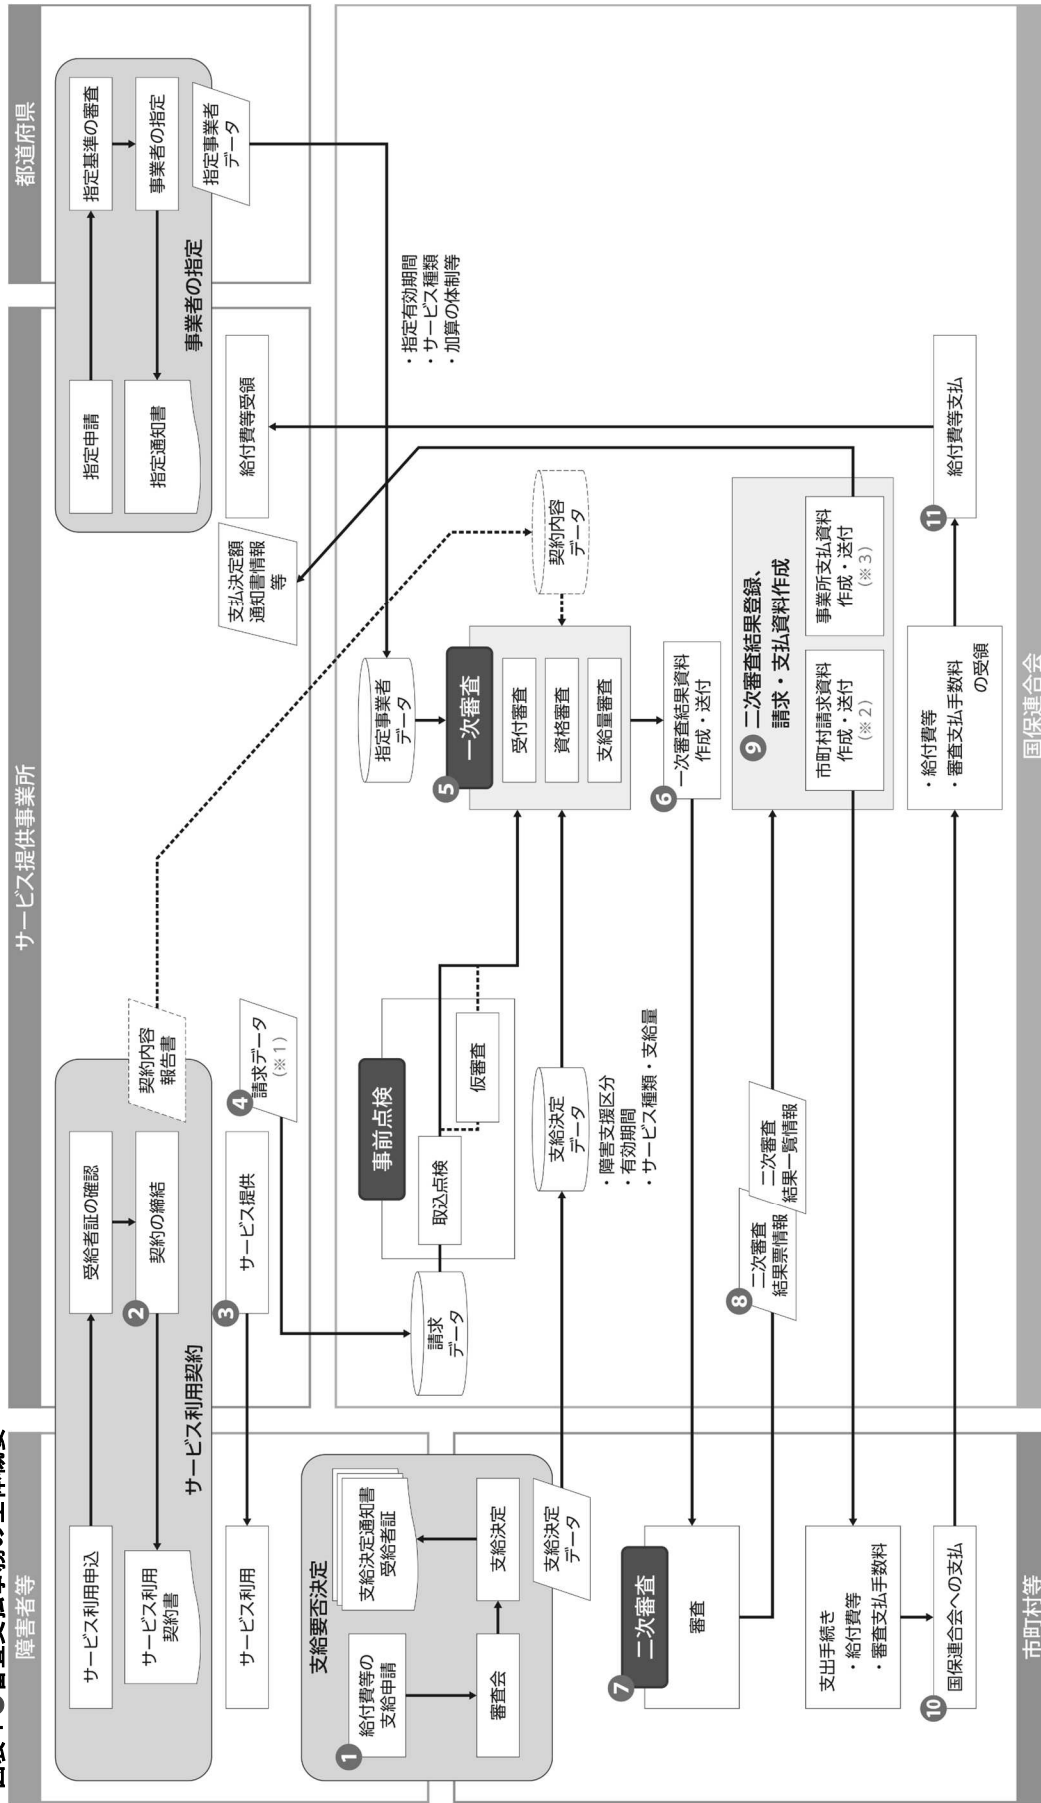 障害者等
サービス提供事業所
都道府県
サービス利用申込
サービス利用
契約書
サービス利用
受給者証の確認
契約の締結
2
サービス利用契約
3
サービス提供
契約内容
報告書
4
請求データ
(※1)
指定申請
指定通知書
指定基準の審査
事業者の指定
事業者の指定
指定事業者
データ
支払決定額
通知書情報
等
給付費等受領
・指定有効期間
・サービス種類
・加算の体制等
支給要否決定
1
給付費等の
支給申請
審査会
支給決定通知書
受給者証
支給決定
支給決定
データ
請求
データ
事前点検
取込点検
仮審査
支給決定
データ
・障害支援区分
・有効期間
・サービス種類・支給量
指定事業者
データ
5
一次審査
受付審査
資格審査
支給量審査
契約内容
データ
6
一次審査結果資料
作成・送付
7
二次審査
審査
8
二次審査
結果票情報
二次審査
結果一覧情報
9
二次審査結果登録、
請求・支払資料作成
市町村請求資料
作成・送付
(※2)
事業所支払資料
作成・送付
(※3)
支出手続き
・給付費等
・審査支払手数料
10
国保連合会への支払
・給付費等
・審査支払手数料
の受領
11
給付費等支払
市町村等
国保連合会